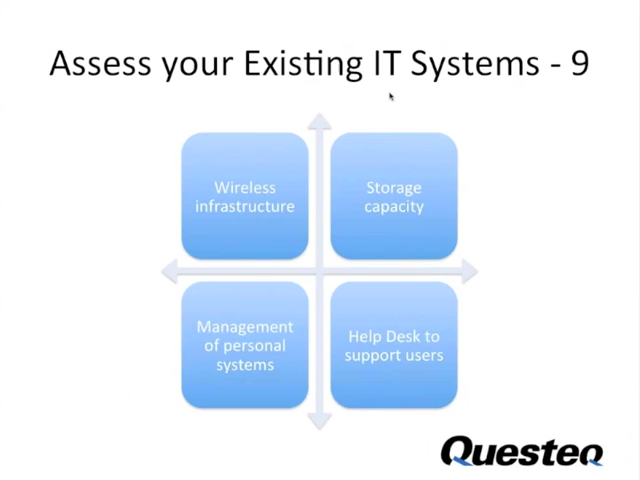 Assess your Existing IT Systems - 9
Wireless
infrastructure
Storage
capacity
Management
of personal
systems
Help Desk to
support users
Questeq